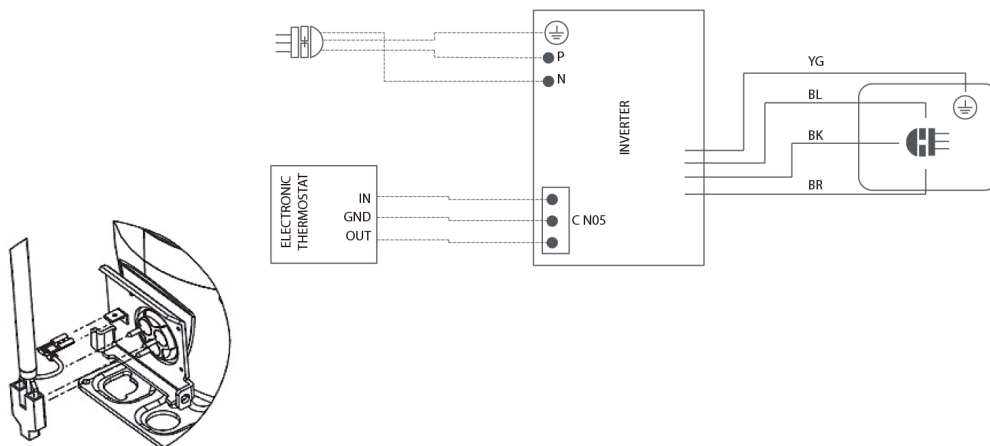 P
N
INVERTER
YG
BL
BK
BR
ELECTRONIC
THERMOSTAT
IN
GND
OUT
C N05